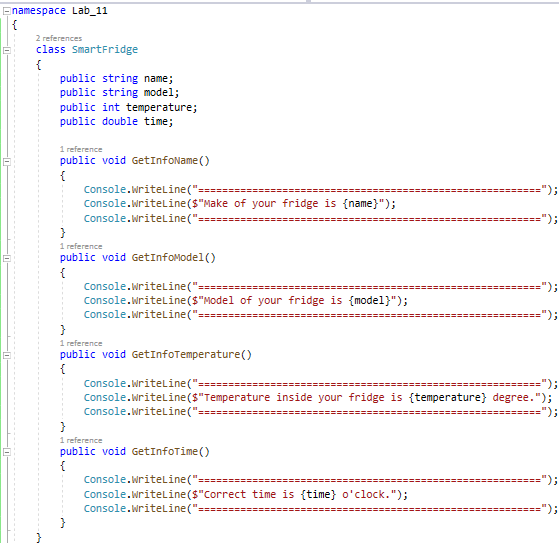 namespace Lab_11
{
2 references
class SmartFridge
{
public string name;
public string model;
public int temperature;
public double time;
1 reference
public void GetInfoName()
{
Console.WriteLine("=========================================================");
Console.WriteLine($"Make of your fridge is {name}");
Console.WriteLine("=========================================================");
}
1 reference
public void GetInfoModel()
{
Console.WriteLine("=========================================================");
Console.WriteLine($"Model of your fridge is {model}");
Console.WriteLine("=========================================================");
}
1 reference
public void GetInfoTemperature()
{
Console.WriteLine("=========================================================");
Console.WriteLine($"Temperature inside your fridge is {temperature} degree.");
Console.WriteLine("=========================================================");
}
1 reference
public void GetInfoTime()
{
Console.WriteLine("=========================================================");
Console.WriteLine($"Correct time is {time} o'clock.");
Console.WriteLine("=========================================================");
}
}